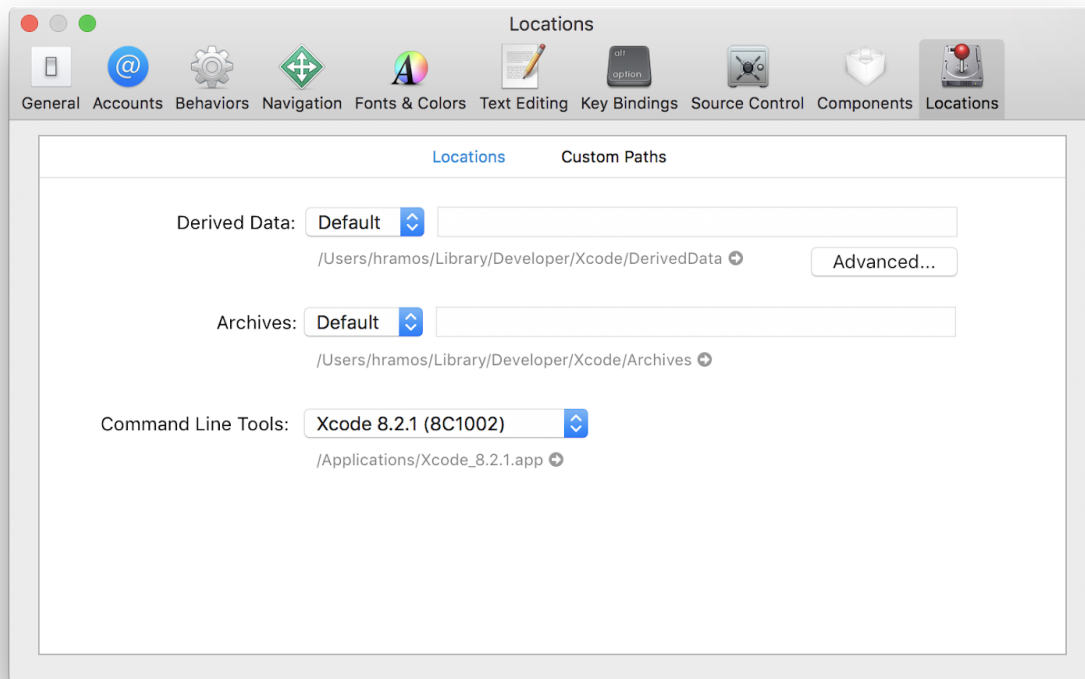 Locations
General Accounts Behaviors Navigation Fonts & Colors Text Editing alt option Key Bindings Source Control Components Locations
Locations Custom Paths
Derived Data: Default
/Users/hramos/Library/Developer/Xcode/DerivedData
Advanced...
Archives: Default
/Users/hramos/Library/Developer/Xcode/Archives
Command Line Tools: Xcode 8.2.1 (8C1002)
/Applications/Xcode_8.2.1.app